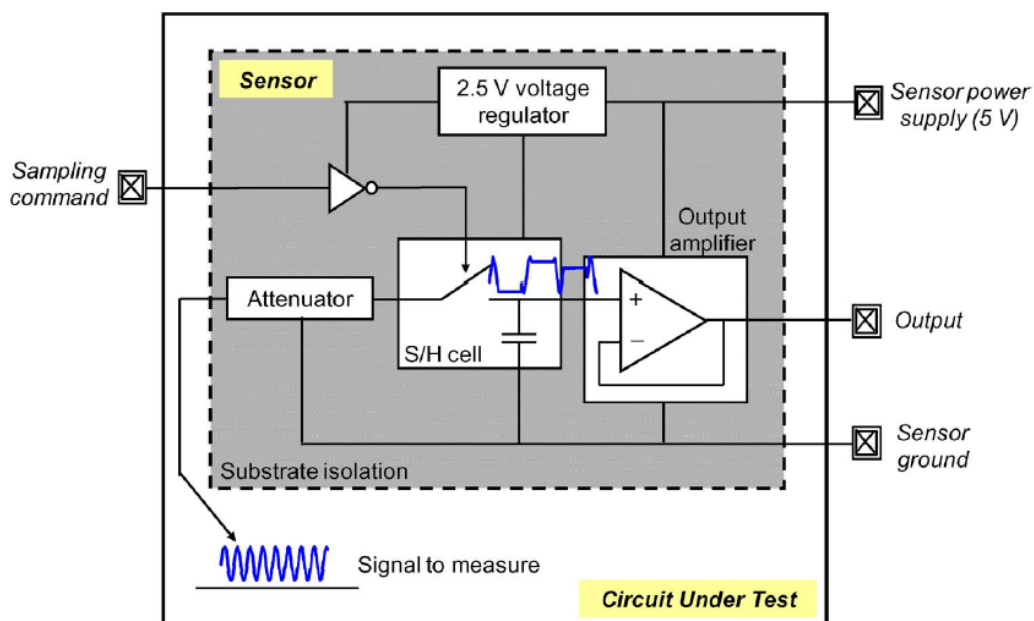 Sensor
2.5 V voltage
regulator
Sensor power
supply (5 V)
Sampling
command
Output
amplifier
Attenuator
+
−
S/H cell
Output
Sensor
ground
Substrate isolation
Signal to measure
Circuit Under Test